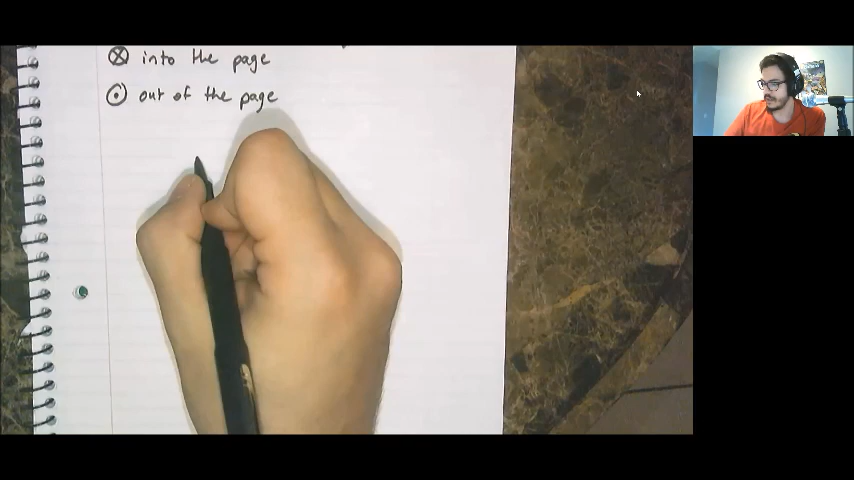 ⊗ into the page
⊙ out of the page